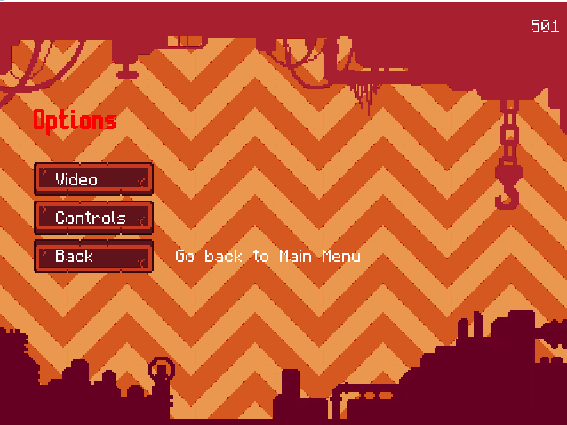 501
Options
Video
Controls
Back Go back to Main Menu